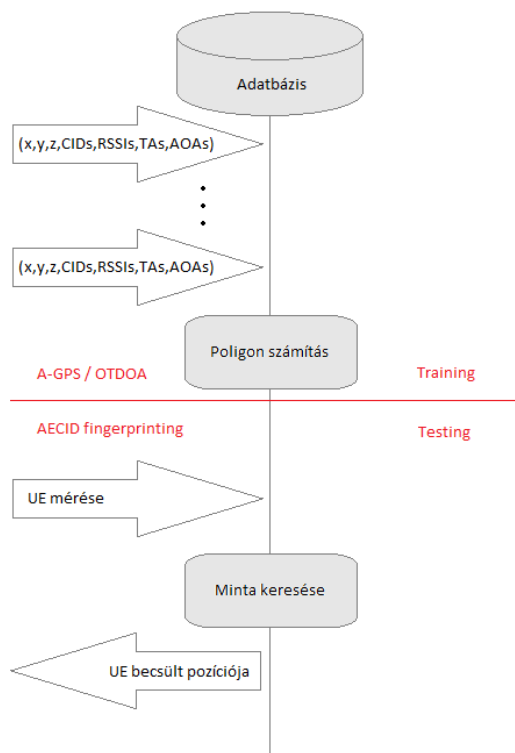 Adatbázis
(x,y,z,CIDs,RSSIs,TAs,AOAs)
(x,y,z,CIDs,RSSIs,TAs,AOAs)
Poligon számítás
A-GPS / OTDOA
Training
AECID fingerprinting
Testing
UE mérése
Minta keresése
UE becsült pozíciója